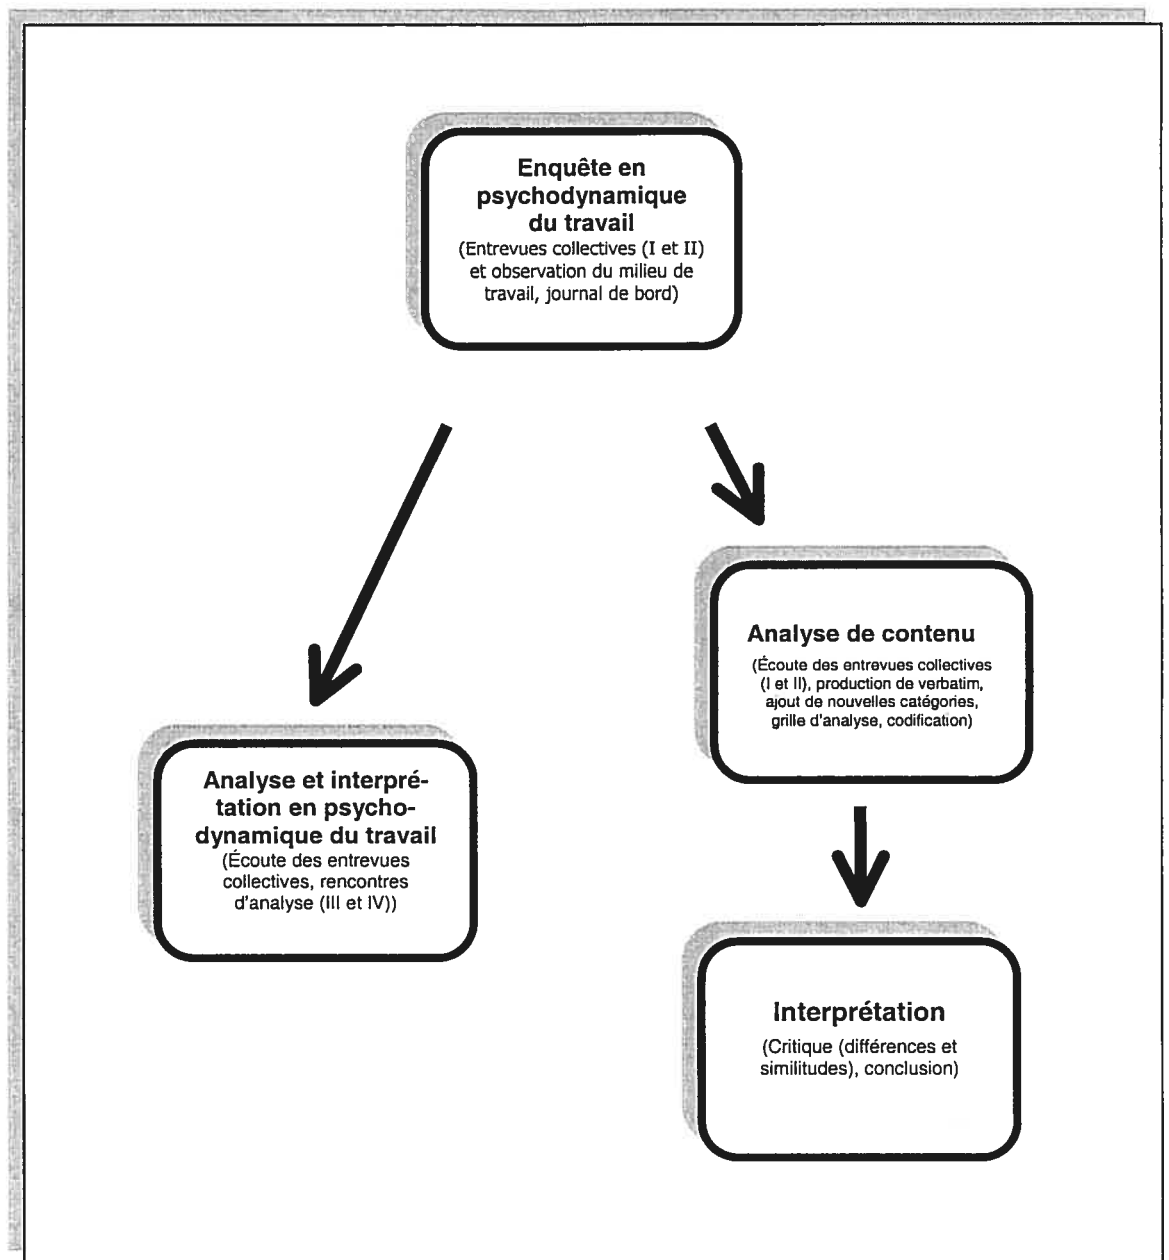 Enquête en
psychodynamique
du travail
(Entrevues collectives (I et II)
et observation du milieu de
travail, journal de bord)
Analyse de contenu
(Écoute des entrevues collectives
(I et II), production de verbatim,
ajout de nouvelles catégories,
grille d'analyse, codification)
Analyse et interpré-
tation en psycho-
dynamique du travail
(Écoute des entrevues
collectives, rencontres
d'analyse (III et IV))
Interprétation
(Critique (différences et
similitudes), conclusion)